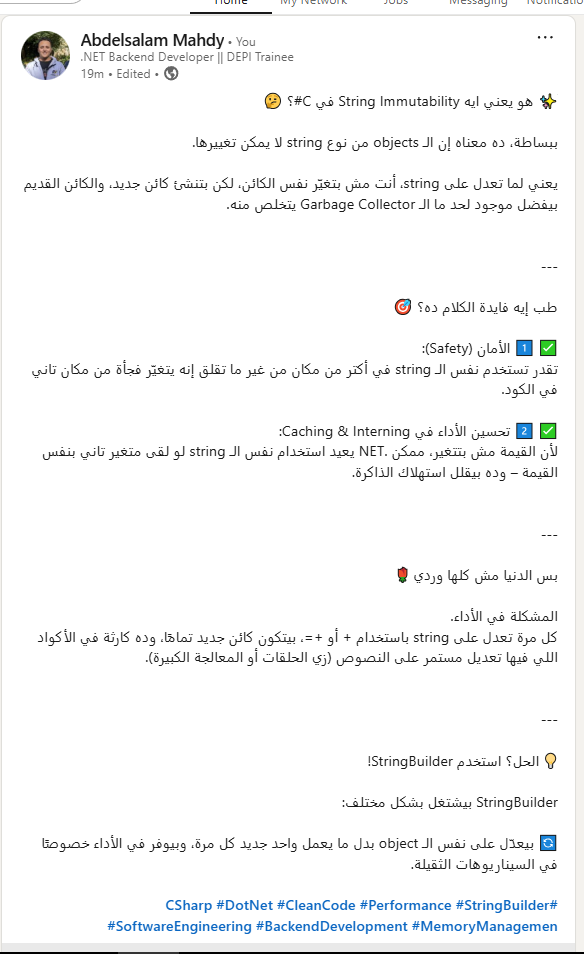 Home My Network Jobs Messaging Notificatio
Abdelsalam Mahdy • You
.NET Backend Developer || DEPI Trainee
19m • Edited •
✨ هو يعني ايه String Immutability في C#؟ 🤔
ببساطة، ده معناه إن الـ objects من نوع string لا يمكن تغييرها.
يعني لما تعدل على string، أنت مش بتغيّر نفس الكائن، لكن بتنشئ كائن جديد، والكائن القديم
بيفضل موجود لحد ما الـ Garbage Collector يتخلص منه.
---
طب إيه فايدة الكلام ده؟ 🎯
✅ 1️⃣ الأمان (Safety):
تقدر تستخدم نفس الـ string في أكتر من مكان من غير ما تقلق إنه يتغيّر فجأة من مكان تاني
في الكود.
✅ 2️⃣ تحسين الأداء في Caching & Interning:
لأن القيمة مش بتتغير، ممكن .NET يعيد استخدام نفس الـ string لو لقى متغير تاني بنفس
القيمة – وده بيقلل استهلاك الذاكرة.
---
بس الدنيا مش كلها وردي 🌹
المشكلة في الأداء.
كل مرة تعدل على string باستخدام + أو +=، بيتكون كائن جديد تمامًا، وده كارثة في الأكواد
اللي فيها تعديل مستمر على النصوص (زي الحلقات أو المعالجة الكبيرة).
---
💡 الحل؟ استخدم StringBuilder!
StringBuilder بيشتغل بشكل مختلف:
🔄 بيعدّل على نفس الـ object بدل ما يعمل واحد جديد كل مرة، وبيوفر في الأداء خصوصًا
في السيناريوهات الثقيلة.
#CSharp #DotNet #CleanCode #Performance #StringBuilder
#SoftwareEngineering #BackendDevelopment #MemoryManagemen